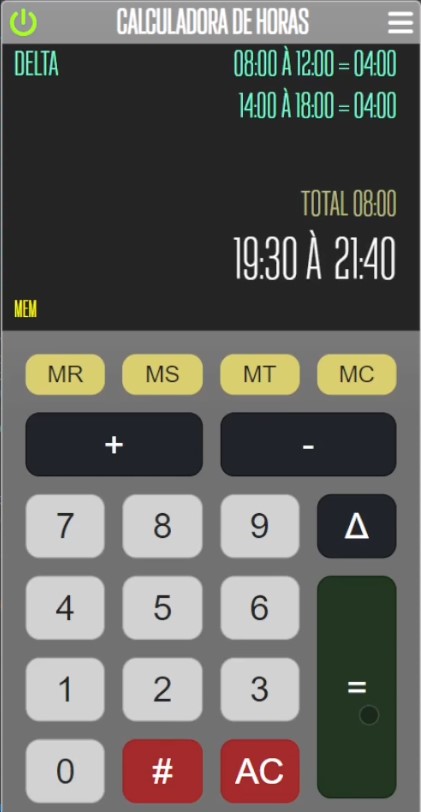 CALCULADORA DE HORAS
DELTA 08:00 À 12:00 = 04:00
14:00 À 18:00 = 04:00
TOTAL 08:00
19:30 À 21:40
MEM
MR MS MT MC
+ -
7 8 9 Δ
4 5 6
1 2 3 =
0 # AC